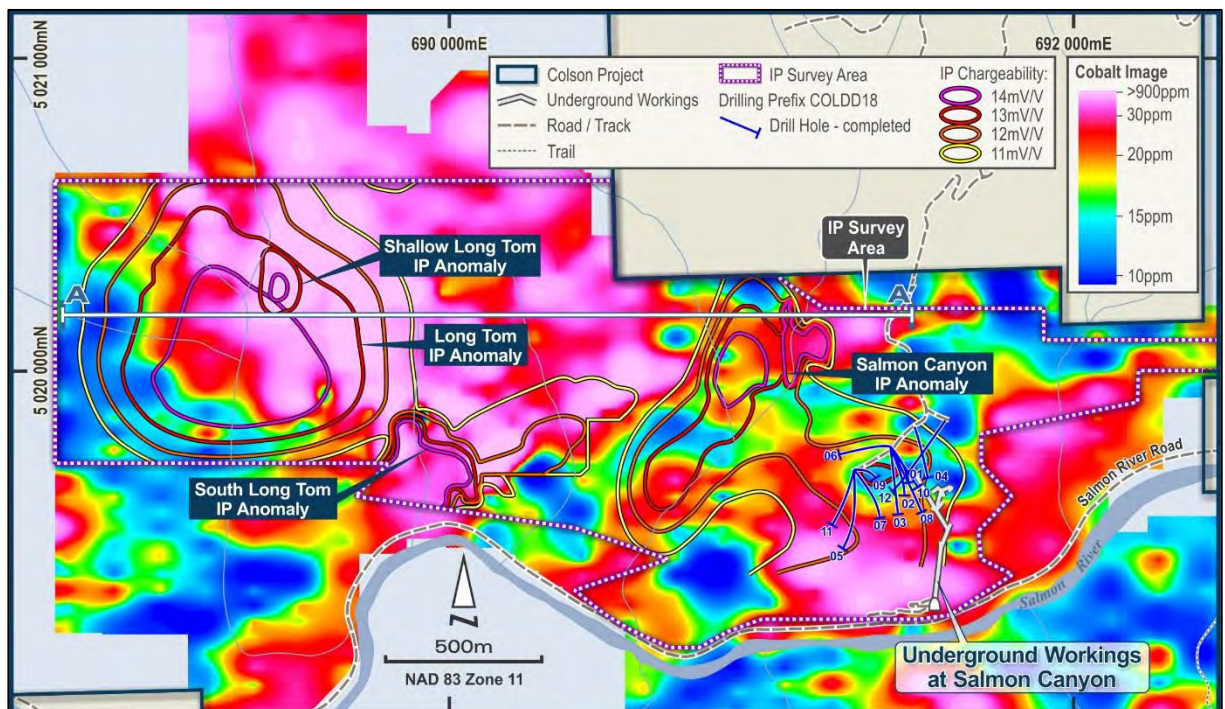 690 000mE
692 000mE
5 021 000mN
5 020 000mN
Colson Project
Underground Workings
Road / Track
Trail
IP Survey Area
Drilling Prefix COLDD18
Drill Hole - completed
IP Chargeability:
14mV/V
13mV/V
12mV/V
11mV/V
Cobalt Image
>900ppm
30ppm
20ppm
15ppm
10ppm
IP Survey
Area
Shallow Long Tom
IP Anomaly
A
A
Long Tom
IP Anomaly
Salmon Canyon
IP Anomaly
South Long Tom
IP Anomaly
06
01
04
09
10
12
02
11
07
03
08
05
Salmon River Road
Salmon River
N
500m
NAD 83 Zone 11
Underground Workings
at Salmon Canyon